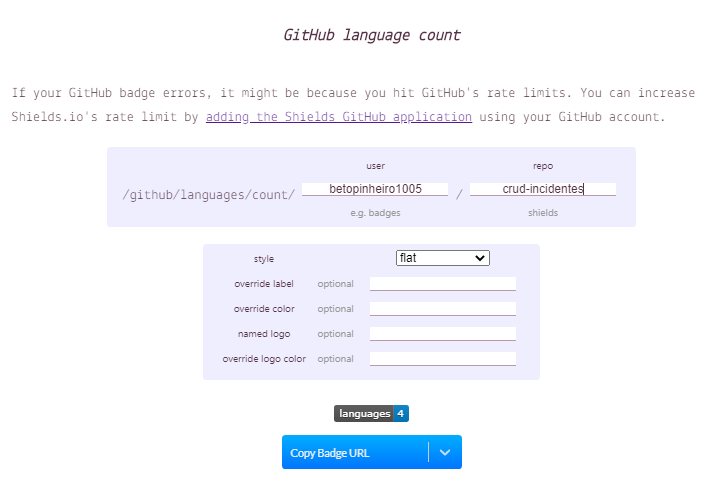 GitHub language count
If your GitHub badge errors, it might be because you hit GitHub's rate limits. You can increase
Shields.io's rate limit by adding the Shields GitHub application using your GitHub account.
user repo
/github/languages/count/ betopinheiro1005 / crud-incidentes
e.g. badges shields
style flat
override label optional
override color optional
named logo optional
override logo color optional
languages 4
Copy Badge URL